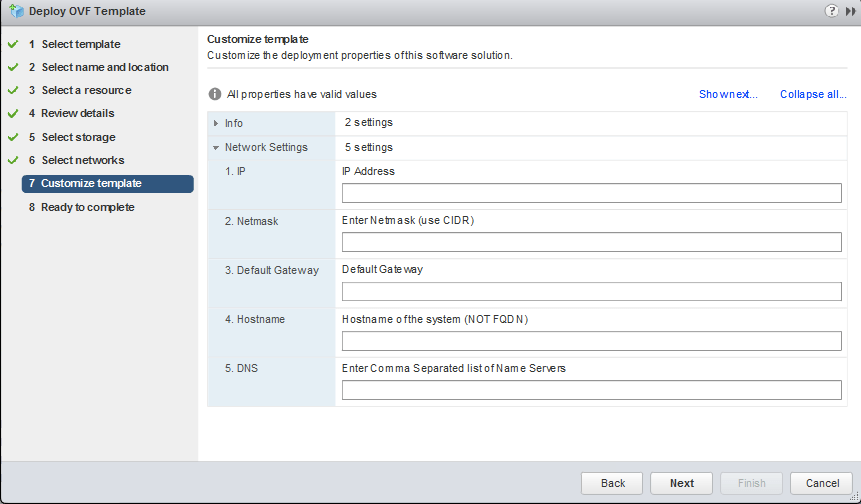 Deploy OVF Template
?
1 Select template
2 Select name and location
3 Select a resource
4 Review details
5 Select storage
6 Select networks
7 Customize template
8 Ready to complete
Customize template
Customize the deployment properties of this software solution.
All properties have valid values
Show next...
Collapse all...
Info
2 settings
Network Settings
5 settings
1. IP
IP Address
2. Netmask
Enter Netmask (use CIDR)
3. Default Gateway
Default Gateway
4. Hostname
Hostname of the system (NOT FQDN)
5. DNS
Enter Comma Separated list of Name Servers
Back
Next
Finish
Cancel